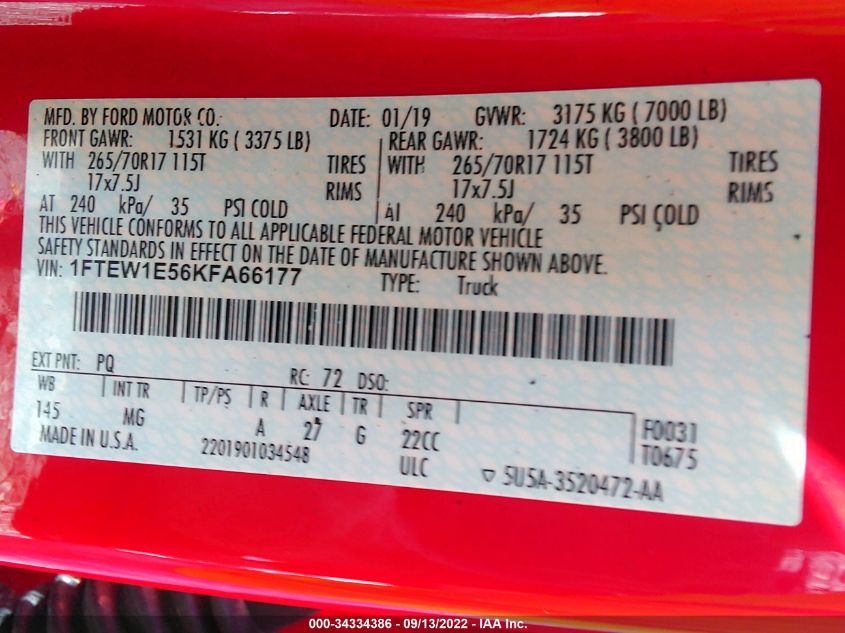 MFD. BY FORD MOTOR CO. DATE: 01/19 GVWR: 3175 KG ( 7000 LB)
FRONT GAWR: 1531 KG ( 3375 LB) REAR GAWR: 1724 KG ( 3800 LB)
WITH 265/70R17 115T TIRES WITH 265/70R17 115T TIRES
17x7.5J RIMS 17x7.5J RIMS
AT 240 kPa/ 35 PSI COLD AT 240 kPa/ 35 PSI COLD
THIS VEHICLE CONFORMS TO ALL APPLICABLE FEDERAL MOTOR VEHICLE
SAFETY STANDARDS IN EFFECT ON THE DATE OF MANUFACTURE SHOWN ABOVE.
VIN: 1FTEW1E56KFA66177 TYPE: Truck
EXT PNT: PQ RC: 72 DSO:
WB INT TR TP/PS R AXLE TR SPR
145 MG A 27 G 22CC F0031
MADE IN U.S.A. 2201901034548 ULC T0675
5U5A-3520472-AA
000-34334386 - 09/13/2022 - IAA Inc.